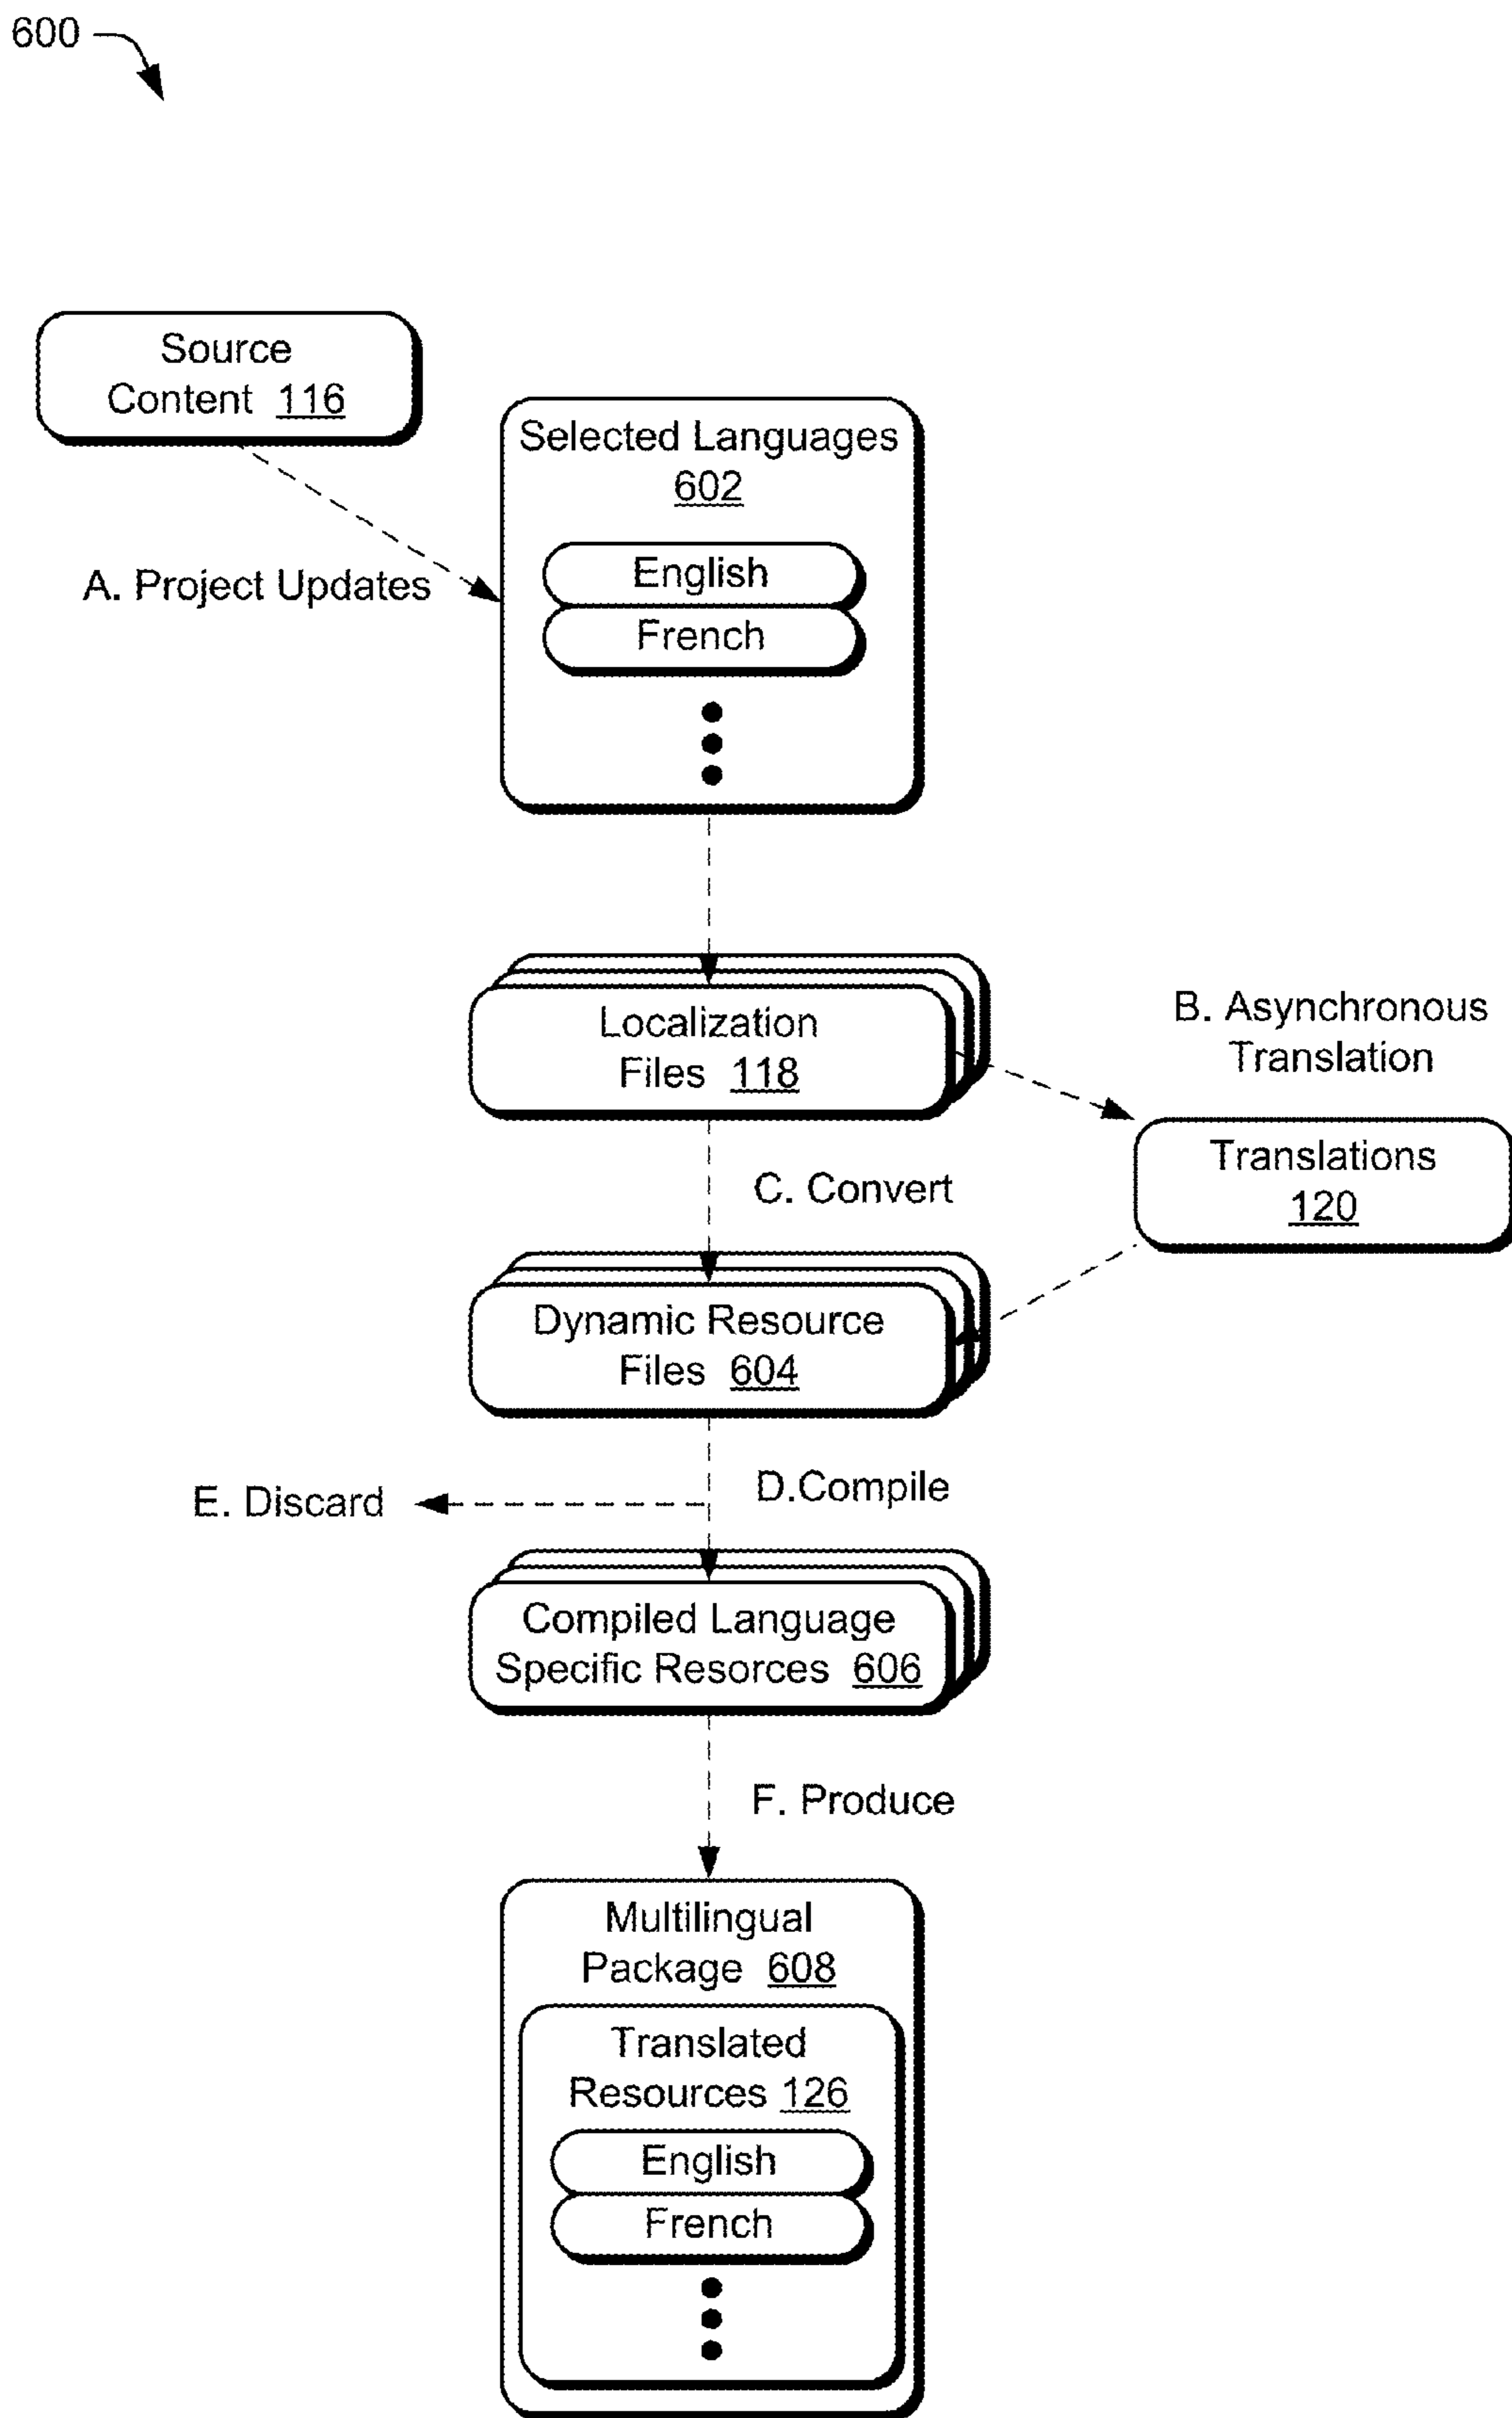 600
Source
Content 116
Selected Languages
602
English
French
A. Project Updates
Localization
Files 118
B. Asynchronous
Translation
Translations
120
C. Convert
Dynamic Resource
Files 604
D.Compile
E. Discard
Compiled Language
Specific Resorces 606
F. Produce
Multilingual
Package 608
Translated
Resources 126
English
French